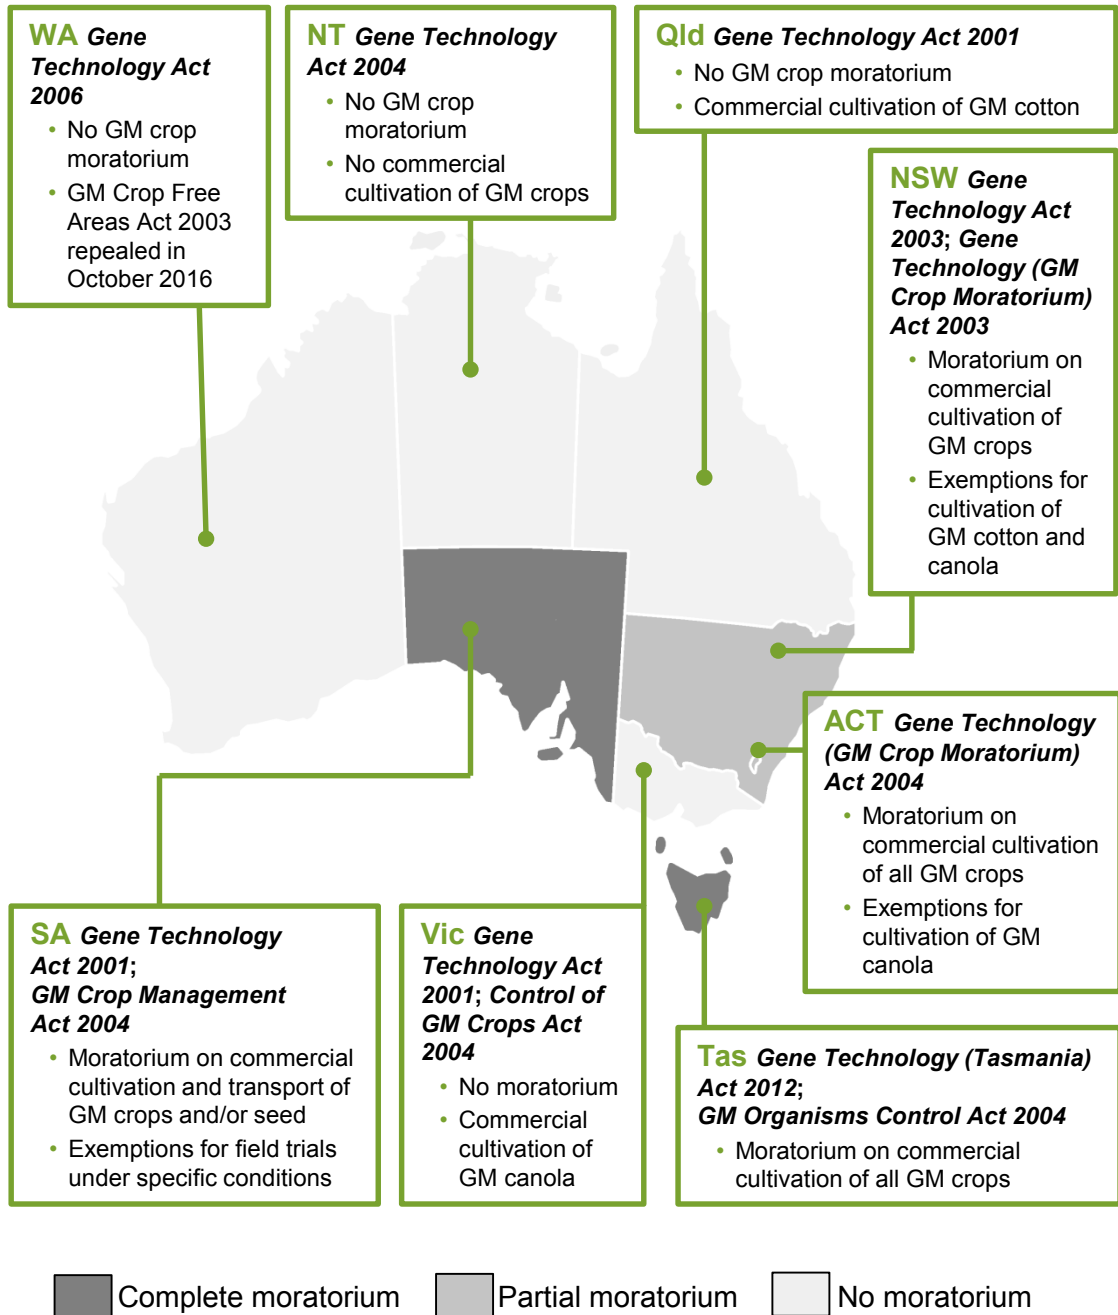 WA Gene
Technology Act
2006
• No GM crop
moratorium
• GM Crop Free
Areas Act 2003
repealed in
October 2016
NT Gene Technology
Act 2004
• No GM crop
moratorium
• No commercial
cultivation of GM crops
Qld Gene Technology Act 2001
• No GM crop moratorium
• Commercial cultivation of GM cotton
NSW Gene
Technology Act
2003; Gene
Technology (GM
Crop Moratorium)
Act 2003
• Moratorium on
commercial
cultivation of
GM crops
• Exemptions for
cultivation of
GM cotton and
canola
ACT Gene Technology
(GM Crop Moratorium)
Act 2004
• Moratorium on
commercial cultivation
of all GM crops
• Exemptions for
cultivation of GM
canola
SA Gene Technology
Act 2001;
GM Crop Management
Act 2004
• Moratorium on commercial
cultivation and transport of
GM crops and/or seed
• Exemptions for field trials
under specific conditions
Vic Gene
Technology Act
2001; Control of
GM Crops Act
2004
• No moratorium
• Commercial
cultivation of
GM canola
Tas Gene Technology (Tasmania)
Act 2012;
GM Organisms Control Act 2004
• Moratorium on commercial
cultivation of all GM crops
Complete moratorium
Partial moratorium
No moratorium